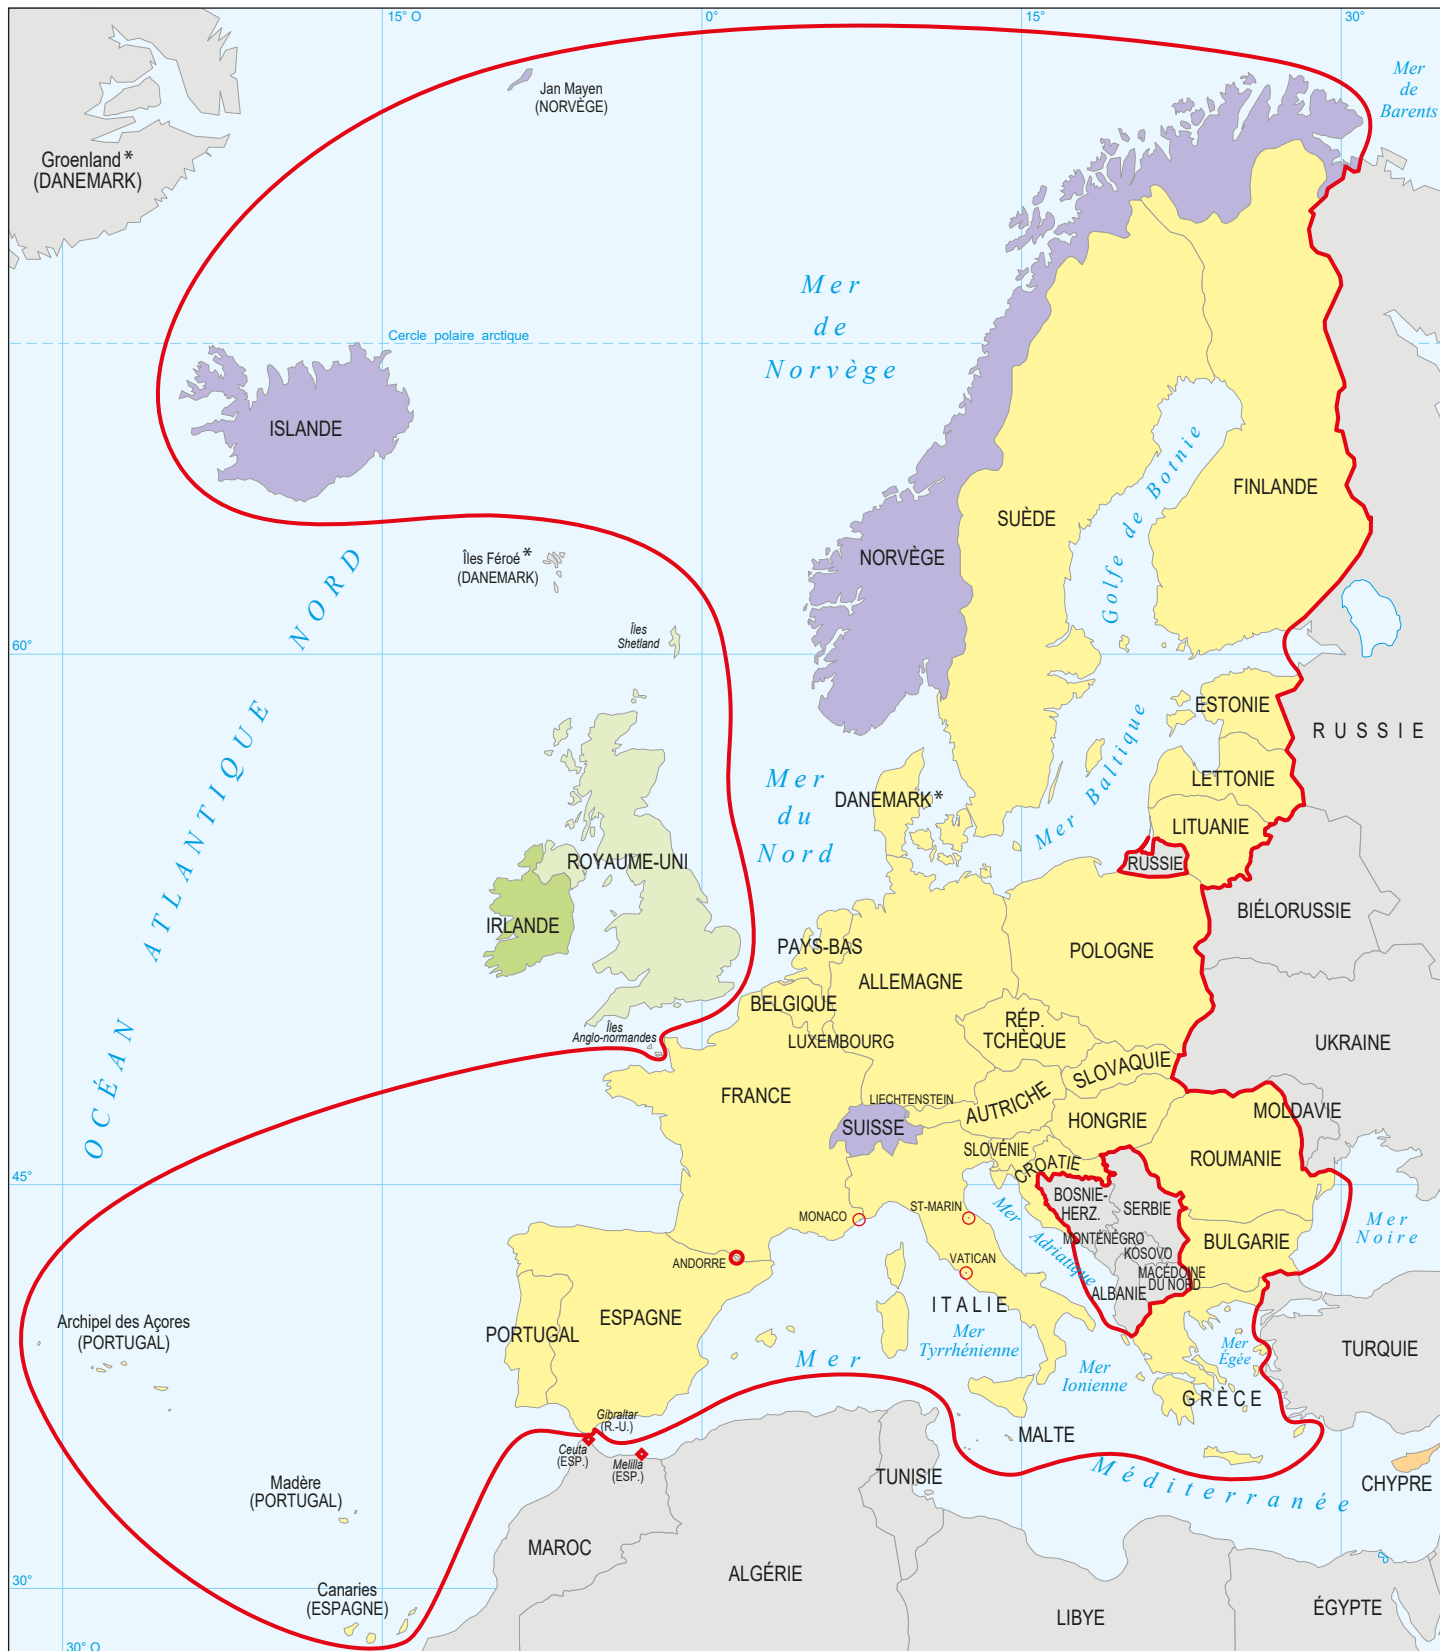 15° O
0°
15°
30°
Mer
de
Barents
Jan Mayen
(NORVÈGE)
Groenland*
(DANEMARK)
Mer
de
Norvège
Cercle polaire arctique
ISLANDE
FINLANDE
SUÈDE
NORVÈGE
Golfe de Botnie
Îles Féroé*
(DANEMARK)
Îles
Shetland
60°
OCÉAN ATLANTIQUE NORD
ESTONIE
RUSSIE
LETTONIE
Mer Baltique
Mer
du
Nord
DANEMARK*
LITUANIE
RUSSIE
ROYAUME-UNI
IRLANDE
BIÉLORUSSIE
PAYS-BAS
POLOGNE
ALLEMAGNE
BELGIQUE
RÉP.
TCHÈQUE
Îles
Anglo-normandes
LUXEMBOURG
UKRAINE
SLOVAQUIE
FRANCE
LIECHTENSTEIN
AUTRICHE
MOLDAVIE
SUISSE
HONGRIE
SLOVÉNIE
CROATIE
ROUMANIE
45°
BOSNIE-
HERZ.
SERBIE
MONACO
ST-MARIN
Mer
Adriatique
MONTÉNÉGRO
KOSOVO
BULGARIE
Mer
Noire
ANDORRE
VATICAN
MACÉDOINE
DU NORD
ALBANIE
ITALIE
Archipel des Açores
(PORTUGAL)
PORTUGAL
ESPAGNE
Mer
Tyrrhénienne
Mer
Égée
TURQUIE
Mer
Ionienne
GRÈCE
Mer Méditerranée
Gibraltar
(R.-U.)
Ceuta
(ESP.)
Melilla
(ESP.)
MALTE
TUNISIE
CHYPRE
Madère
(PORTUGAL)
MAROC
ALGÉRIE
30°
Canaries
(ESPAGNE)
LIBYE
ÉGYPTE
30° O